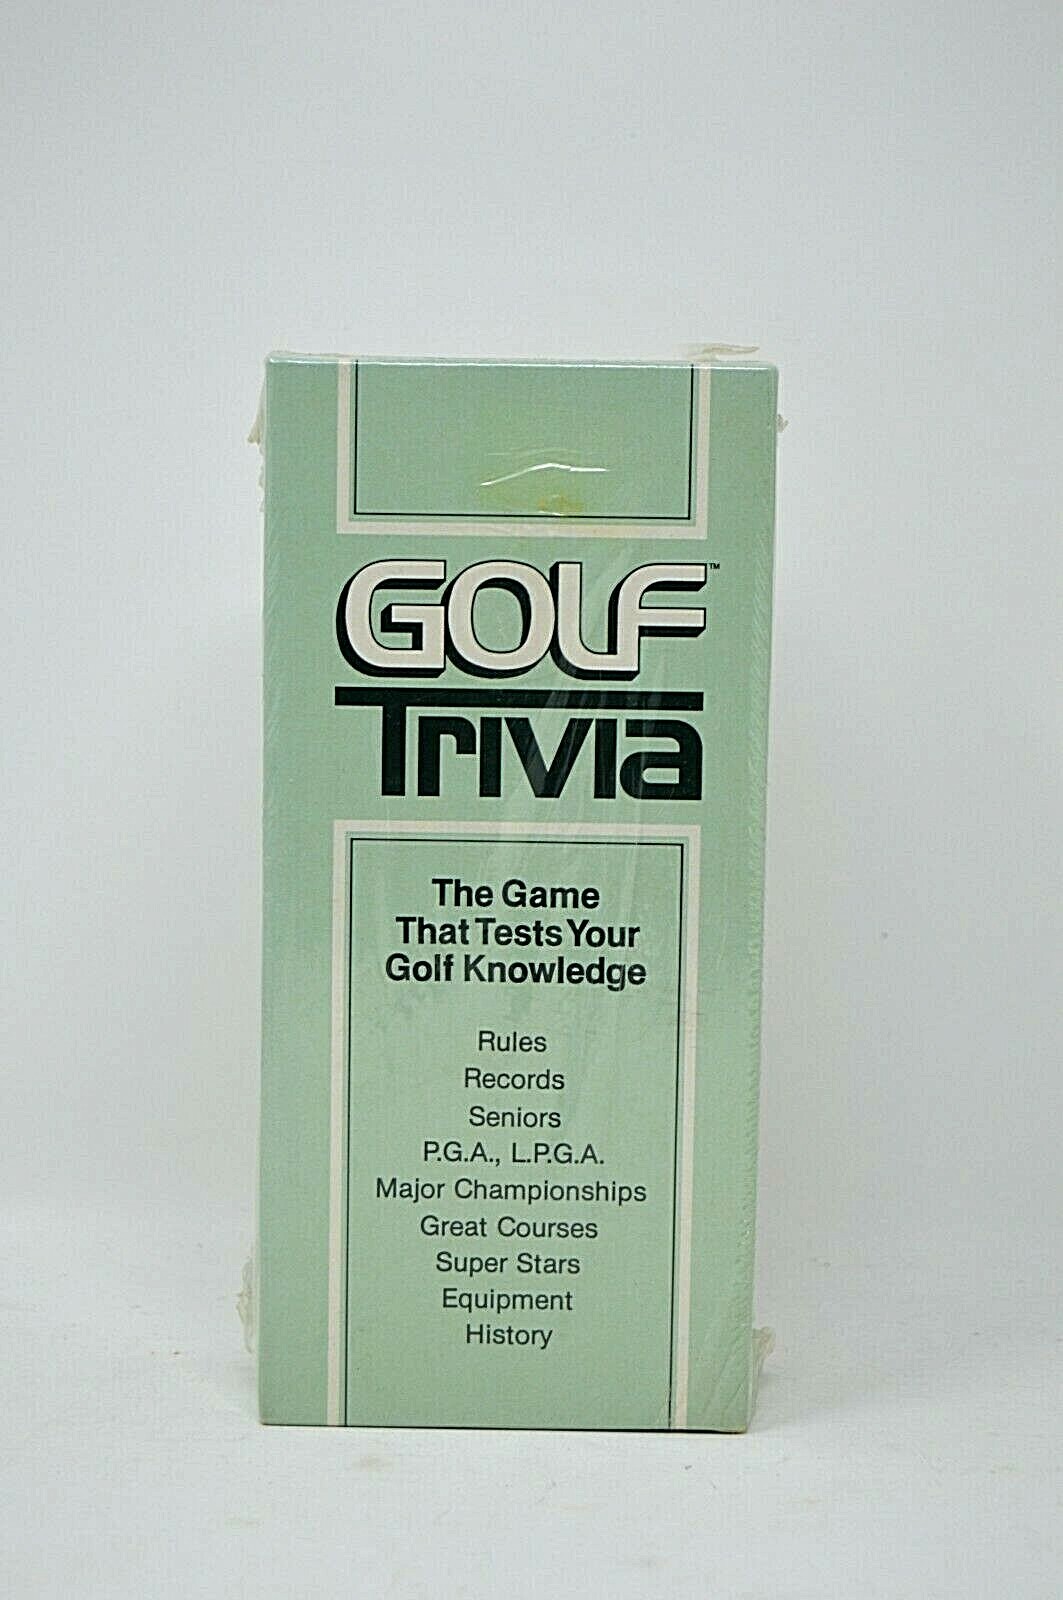 GOLF™
Trivia
The Game
That Tests Your
Golf Knowledge
Rules
Records
Seniors
P.G.A., L.P.G.A.
Major Championships
Great Courses
Super Stars
Equipment
History